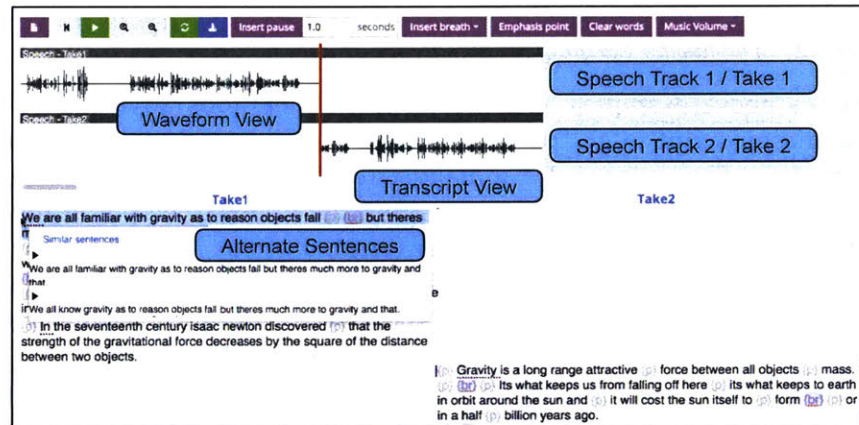 Insert pause 1.0 seconds Insert breath Emphasis point Clear words Music Volume
Speech - Take1
Speech Track 1 / Take 1
Waveform View
Speech - Take2
Speech Track 2 / Take 2
Transcript View
Take1 Take2
We are all familiar with gravity as to reason objects fall {p} {br} but theres
Similar sentences
Alternate Sentences
We are all familiar with gravity as to reason objects fall but theres much more to gravity and
that
We all know gravity as to reason objects fall but theres much more to gravity and that.
{p} In the seventeenth century isaac newton discovered {p} that the
strength of the gravitational force decreases by the square of the distance
between two objects.
{p} Gravity is a long range attractive {p} force between all objects {p} mass.
{p} {br} {p} Its what keeps us from falling off here {p} its what keeps to earth
in orbit around the sun and {p} it will cost the sun itself to {p} form {br} {p} or
in a half {p} billion years ago.